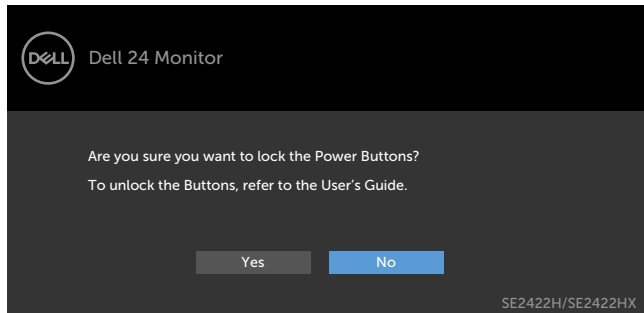 DELL
Dell 24 Monitor
Are you sure you want to lock the Power Buttons?
To unlock the Buttons, refer to the User’s Guide.
Yes No
SE2422H/SE2422HX